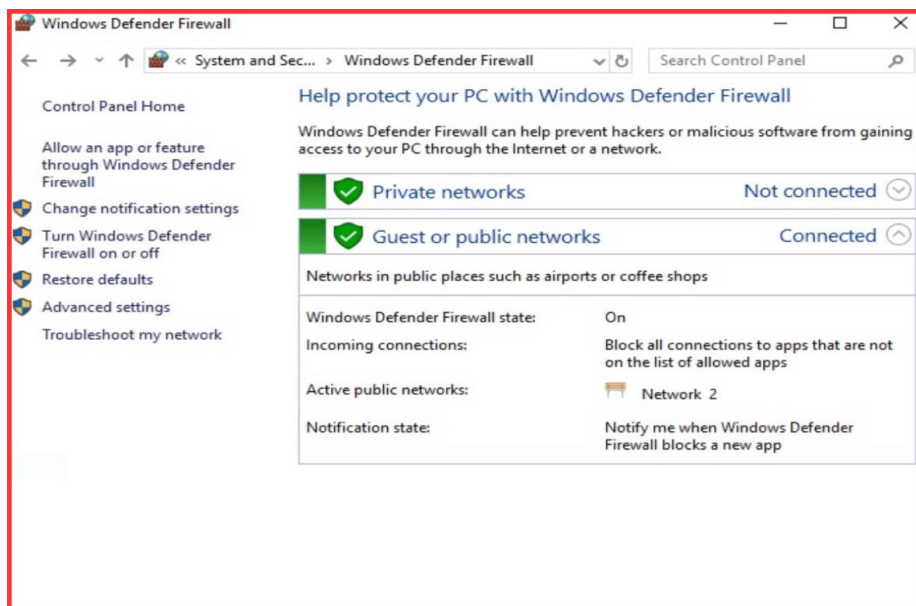 Windows Defender Firewall
« System and Sec... › Windows Defender Firewall
Search Control Panel
Control Panel Home
Allow an app or feature
through Windows Defender
Firewall
Change notification settings
Turn Windows Defender
Firewall on or off
Restore defaults
Advanced settings
Troubleshoot my network
Help protect your PC with Windows Defender Firewall
Windows Defender Firewall can help prevent hackers or malicious software from gaining
access to your PC through the Internet or a network.
Private networks Not connected
Guest or public networks Connected
Networks in public places such as airports or coffee shops
Windows Defender Firewall state: On
Incoming connections: Block all connections to apps that are not
on the list of allowed apps
Active public networks: Network 2
Notification state: Notify me when Windows Defender
Firewall blocks a new app